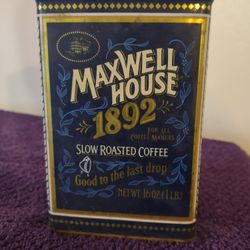 MAXWELL
HOUSE
1892
FOR ALL
COFFEE MAKERS
SLOW ROASTED COFFEE
Good to the last drop
NET WT 16 OZ (1 LB)